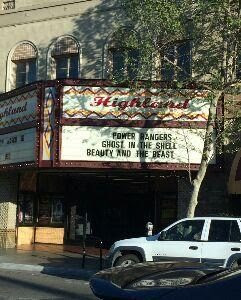 Highland
POWER RANGERS
GHOST IN THE SHELL
BEAUTY AND THE BEAST